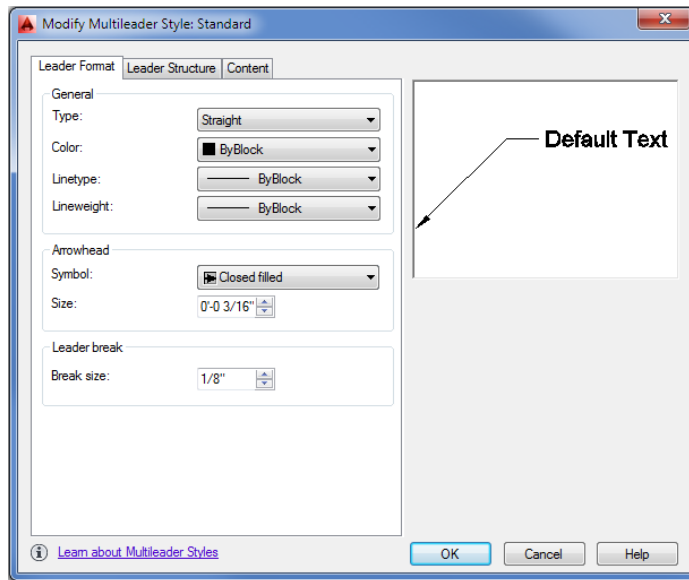 Modify Multileader Style: Standard
Leader Format Leader Structure Content
General
Type: Straight
Color: ByBlock
Linetype: ByBlock
Lineweight: ByBlock
Arrowhead
Symbol: Closed filled
Size: 0'-0 3/16"
Leader break
Break size: 1/8"
Default Text
Learn about Multileader Styles
OK Cancel Help